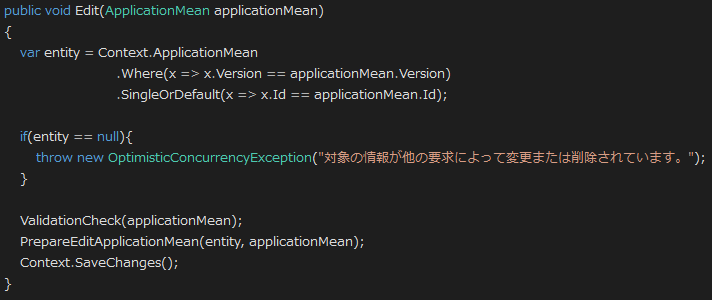 public void Edit(ApplicationMean applicationMean)
{
var entity = Context.ApplicationMean
.Where(x => x.Version == applicationMean.Version)
.SingleOrDefault(x => x.Id == applicationMean.Id);
if(entity == null){
throw new OptimisticConcurrencyException("対象の情報が他の要求によって変更または削除されています。");
}
ValidationCheck(applicationMean);
PrepareEditApplicationMean(entity, applicationMean);
Context.SaveChanges();
}